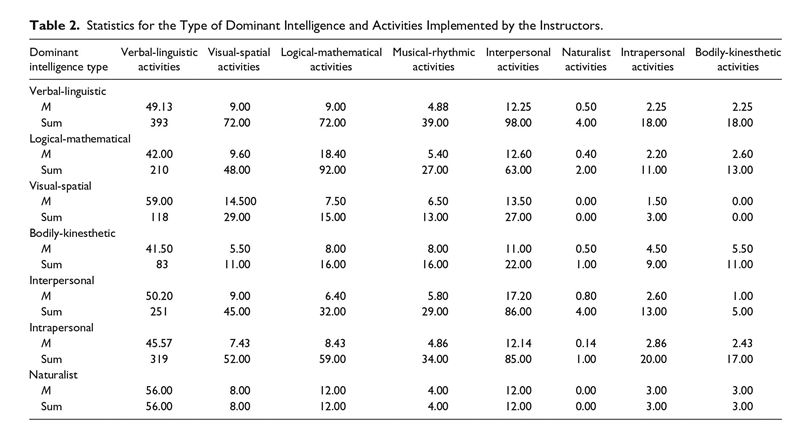 Table 2. Statistics for the Type of Dominant Intelligence and Activities Implemented by the Instructors.
Dominant intelligence type Verbal-linguistic activities Visual-spatial activities Logical-mathematical activities Musical-rhythmic activities Interpersonal activities Naturalist activities Intrapersonal activities Bodily-kinesthetic activities
Verbal-linguistic
M 49.13 9.00 9.00 4.88 12.25 0.50 2.25 2.25
Sum 393 72.00 72.00 39.00 98.00 4.00 18.00 18.00
Logical-mathematical
M 42.00 9.60 18.40 5.40 12.60 0.40 2.20 2.60
Sum 210 48.00 92.00 27.00 63.00 2.00 11.00 13.00
Visual-spatial
M 59.00 14.500 7.50 6.50 13.50 0.00 1.50 0.00
Sum 118 29.00 15.00 13.00 27.00 0.00 3.00 0.00
Bodily-kinesthetic
M 41.50 5.50 8.00 8.00 11.00 0.50 4.50 5.50
Sum 83 11.00 16.00 16.00 22.00 1.00 9.00 11.00
Interpersonal
M 50.20 9.00 6.40 5.80 17.20 0.80 2.60 1.00
Sum 251 45.00 32.00 29.00 86.00 4.00 13.00 5.00
Intrapersonal
M 45.57 7.43 8.43 4.86 12.14 0.14 2.86 2.43
Sum 319 52.00 59.00 34.00 85.00 1.00 20.00 17.00
Naturalist
M 56.00 8.00 12.00 4.00 12.00 0.00 3.00 3.00
Sum 56.00 8.00 12.00 4.00 12.00 0.00 3.00 3.00